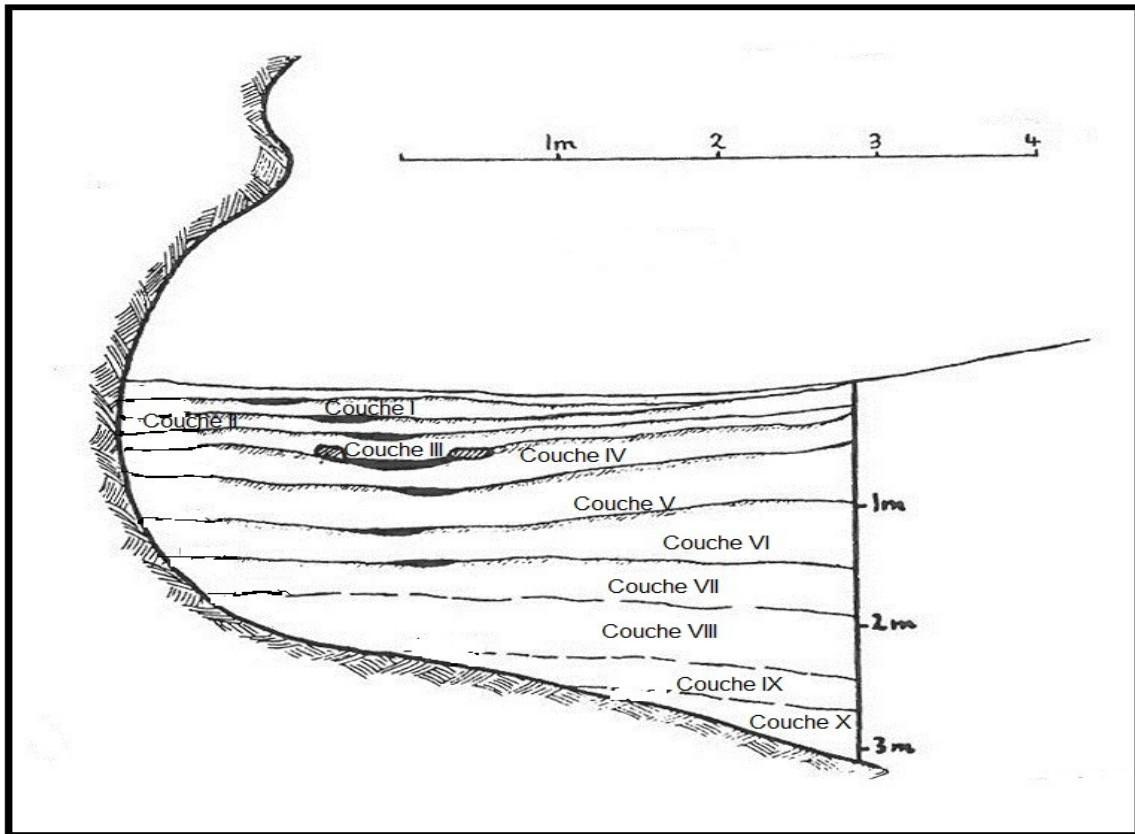 1m 2 3 4
Couche I
Couche II
Couche III
Couche IV
Couche V
1m
Couche VI
Couche VII
2m
Couche VIII
Couche IX
Couche X
3m